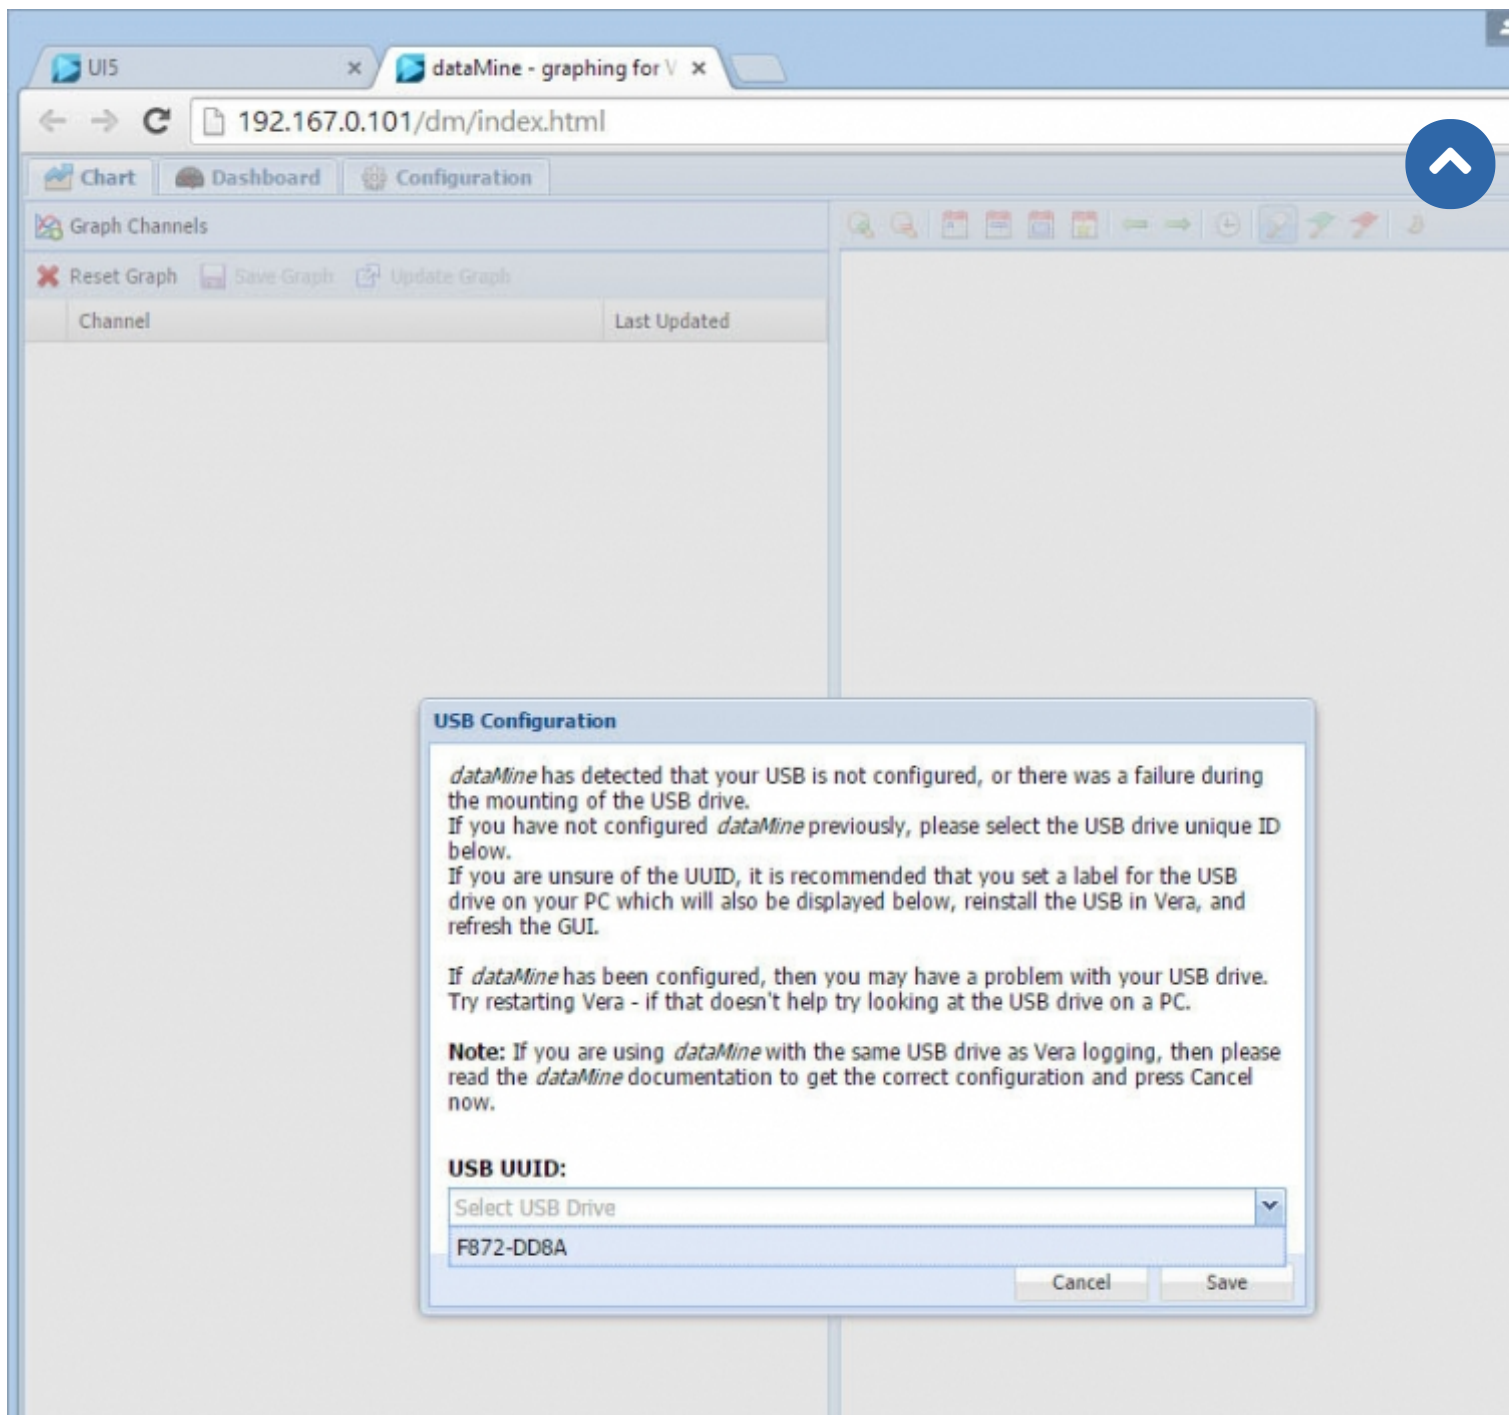 UI5
dataMine - graphing for V
192.167.0.101/dm/index.html
Chart Dashboard Configuration
Graph Channels
Reset Graph Save Graph Update Graph
Channel Last Updated
USB Configuration
dataMine has detected that your USB is not configured, or there was a failure during
the mounting of the USB drive.
If you have not configured dataMine previously, please select the USB drive unique ID
below.
If you are unsure of the UUID, it is recommended that you set a label for the USB
drive on your PC which will also be displayed below, reinstall the USB in Vera, and
refresh the GUI.
If dataMine has been configured, then you may have a problem with your USB drive.
Try restarting Vera - if that doesn't help try looking at the USB drive on a PC.
Note: If you are using dataMine with the same USB drive as Vera logging, then please
read the dataMine documentation to get the correct configuration and press Cancel
now.
USB UUID:
Select USB Drive
F872-DD8A
Cancel Save